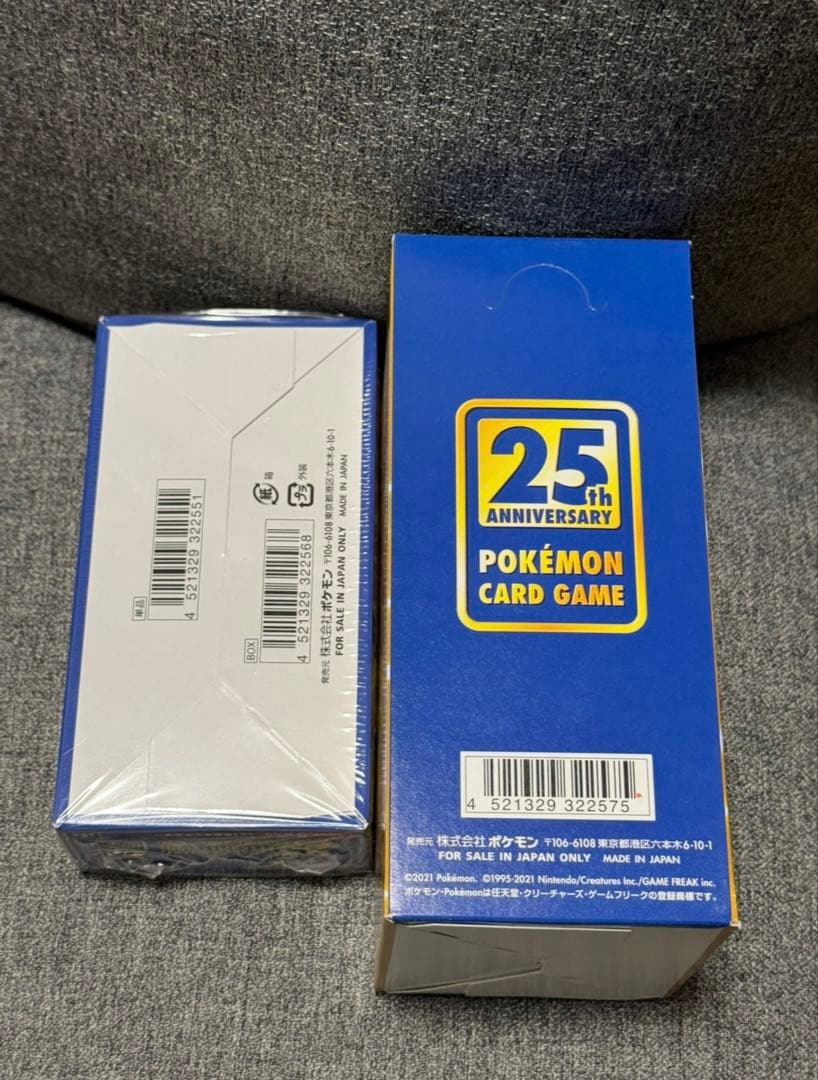 単品
4 521329 322551
BOX
4 521329 322568
紙 箱
プラ 外装
発売元 株式会社ポケモン 〒106-6108 東京都港区六本木6-10-1
FOR SALE IN JAPAN ONLY MADE IN JAPAN
25th
ANNIVERSARY
POKÉMON
CARD GAME
4 521329 322575
発売元 株式会社ポケモン 〒106-6108 東京都港区六本木6-10-1
FOR SALE IN JAPAN ONLY MADE IN JAPAN
©2021 Pokémon. ©1995-2021 Nintendo/Creatures Inc./GAME FREAK inc.
ポケモン・Pokémonは任天堂・クリーチャーズ・ゲームフリークの登録商標です。